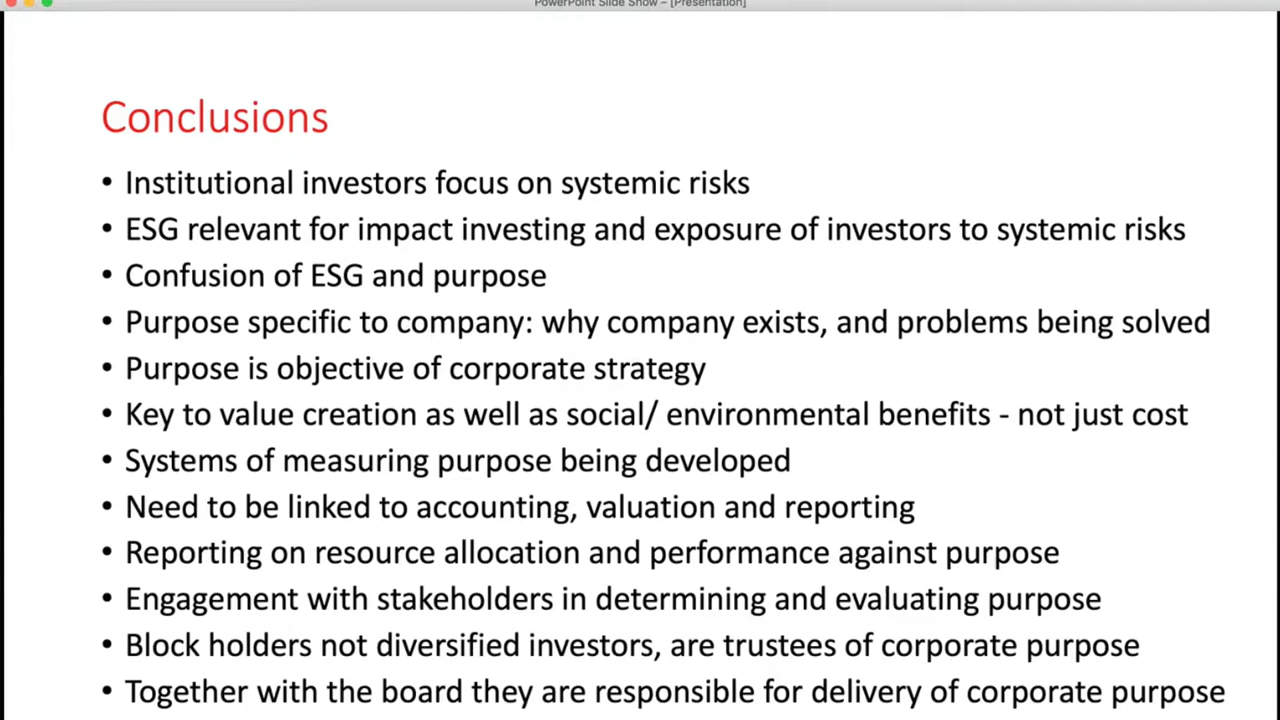 PowerPoint Slide Show – [Presentation]
Conclusions
• Institutional investors focus on systemic risks
• ESG relevant for impact investing and exposure of investors to systemic risks
• Confusion of ESG and purpose
• Purpose specific to company: why company exists, and problems being solved
• Purpose is objective of corporate strategy
• Key to value creation as well as social/ environmental benefits - not just cost
• Systems of measuring purpose being developed
• Need to be linked to accounting, valuation and reporting
• Reporting on resource allocation and performance against purpose
• Engagement with stakeholders in determining and evaluating purpose
• Block holders not diversified investors, are trustees of corporate purpose
• Together with the board they are responsible for delivery of corporate purpose